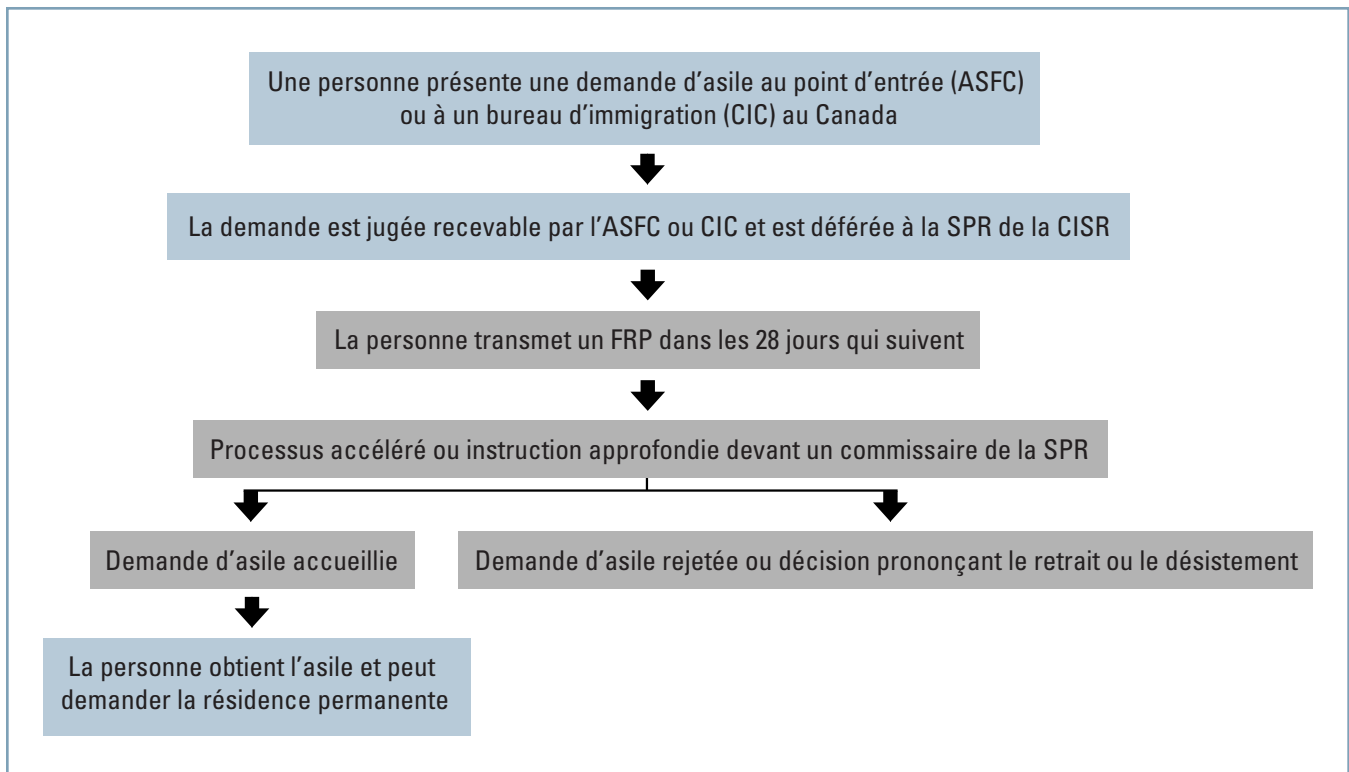 Une personne présente une demande d'asile au point d'entrée (ASFC)
ou à un bureau d'immigration (CIC) au Canada
La demande est jugée recevable par l'ASFC ou CIC et est déférée à la SPR de la CISR
La personne transmet un FRP dans les 28 jours qui suivent
Processus accéléré ou instruction approfondie devant un commissaire de la SPR
Demande d'asile accueillie
Demande d'asile rejetée ou décision prononçant le retrait ou le désistement
La personne obtient l'asile et peut
demander la résidence permanente